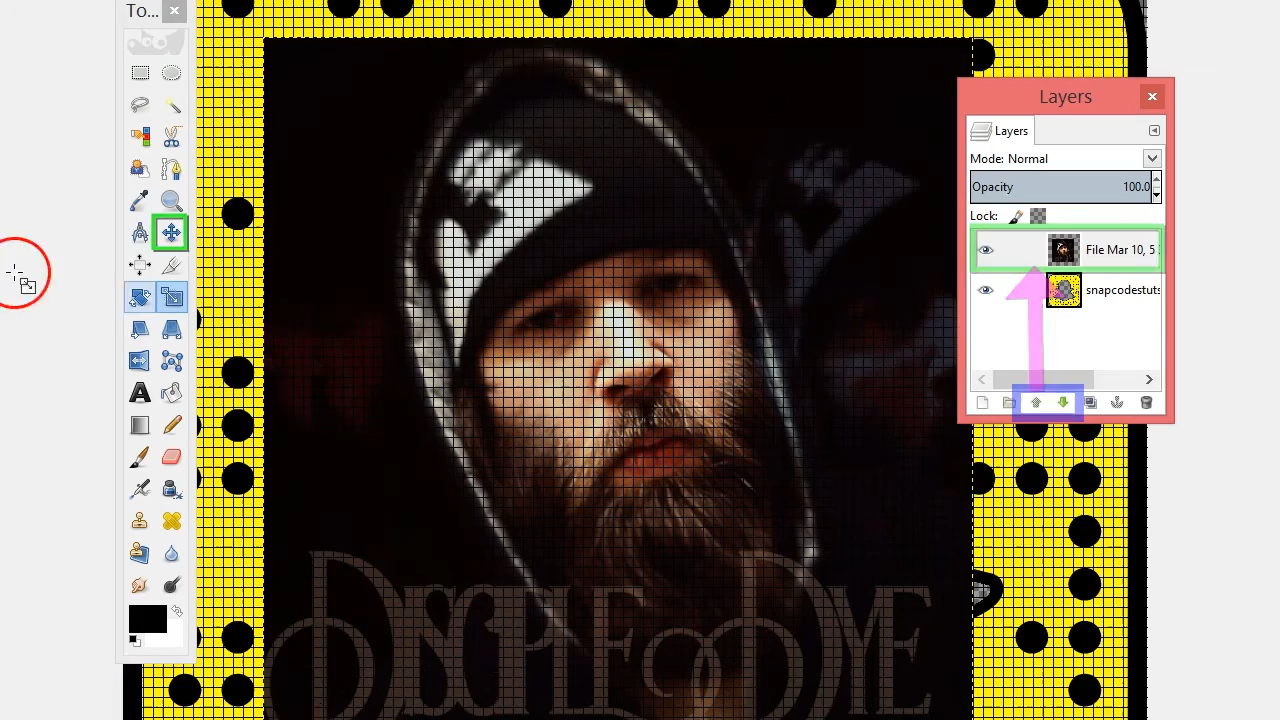 To...
Layers
Layers
Mode: Normal
Opacity 100.0
Lock:
File Mar 10, 5
snapcodestuts